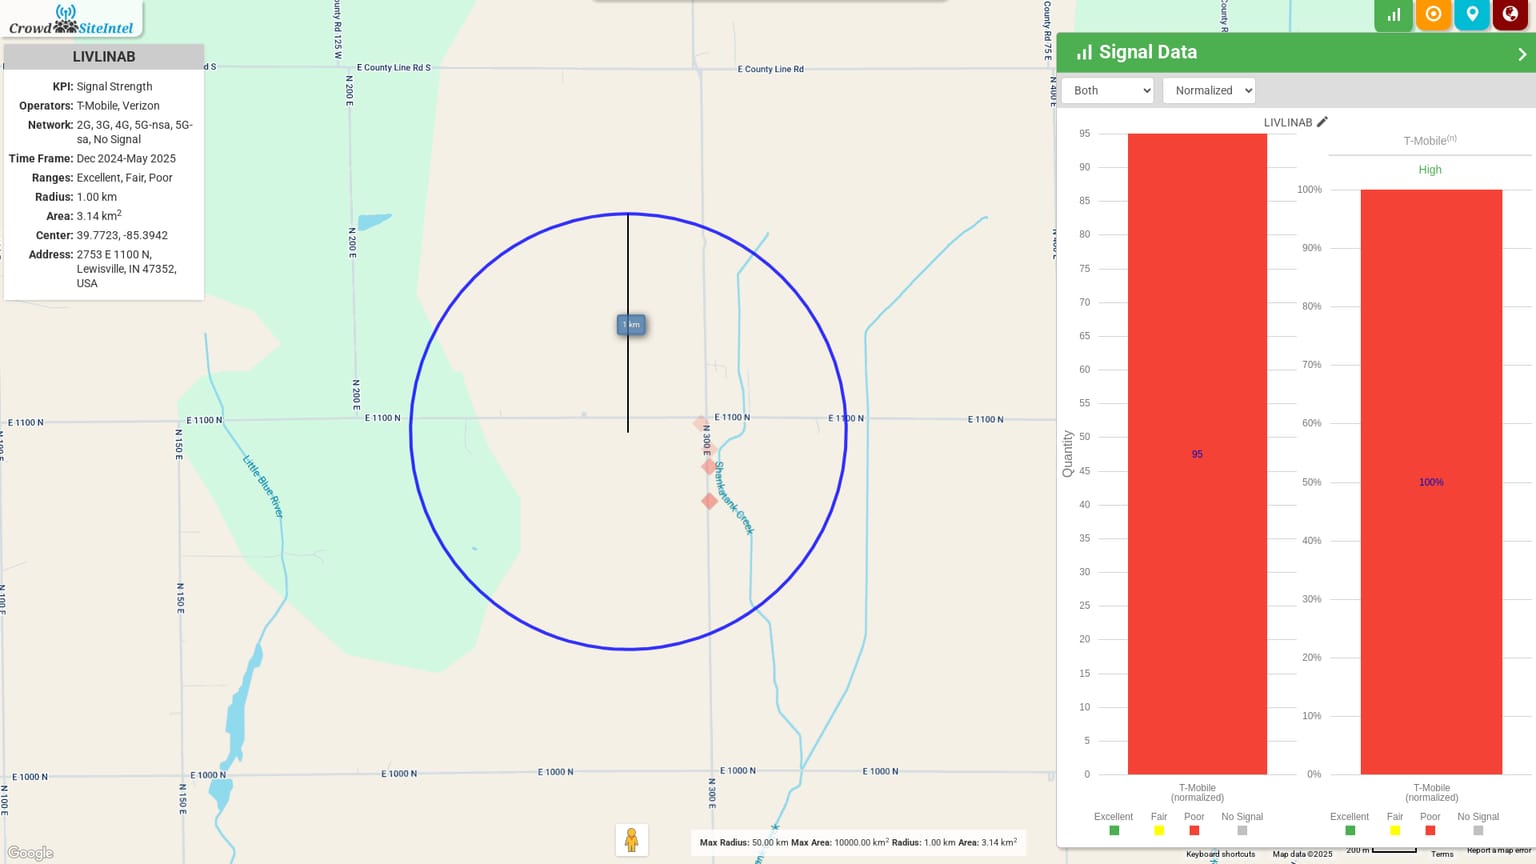 Crowd SiteIntel
LIVLINAB
KPI: Signal Strength
Operators: T-Mobile, Verizon
Network: 2G, 3G, 4G, 5G-nsa, 5G-
sa, No Signal
Time Frame: Dec 2024-May 2025
Ranges: Excellent, Fair, Poor
Radius: 1.00 km
Area: 3.14 km2
Center: 39.7723, -85.3942
Address: 2753 E 1100 N,
Lewisville, IN 47352,
USA
d S
E County Line Rd S
E County Line Rd
County Rd 125 W
County Rd 75 E
County R
N 200 E
N 200 E
N 200 E
N 400 E
1 km
E 1100 N
E 1100 N
E 1100 N
E 1100 N
E 1100 N
E 1100 N
N 150 E
N 150 E
N 150 E
N 100 E
N 100 E
N 300 E
N 300 E
Little Blue River
Shankatank Creek
E 1000 N
E 1000 N
E 1000 N
E 1000 N
E 1000 N
E 1000 N
Google
Max Radius: 50.00 km Max Area: 10000.00 km2 Radius: 1.00 km Area: 3.14 km2
Signal Data
Both
Normalized
LIVLINAB
Quantity
95
90
85
80
75
70
65
60
55
50
45
40
35
30
25
20
15
10
5
0
95
T-Mobile
(normalized)
Excellent Fair Poor No Signal
T-Mobile(n)
High
100%
90%
80%
70%
60%
50%
40%
30%
20%
10%
0%
100%
T-Mobile
(normalized)
Excellent Fair Poor No Signal
Keyboard shortcuts
Map data ©2025
200 m
Terms
Report a map error